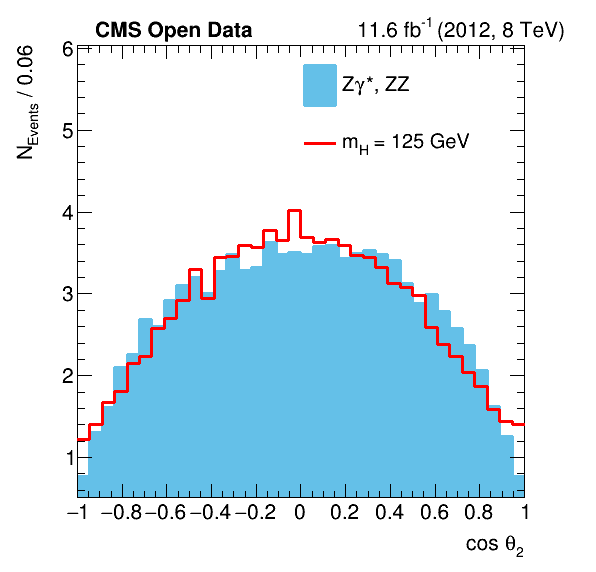 CMS Open Data 11.6 fb⁻¹ (2012, 8 TeV)
N_Events / 0.06
Zγ*, ZZ
m_H = 125 GeV
6
5
4
3
2
1
−1 −0.8 −0.6 −0.4 −0.2 0 0.2 0.4 0.6 0.8 1
cos θ₂